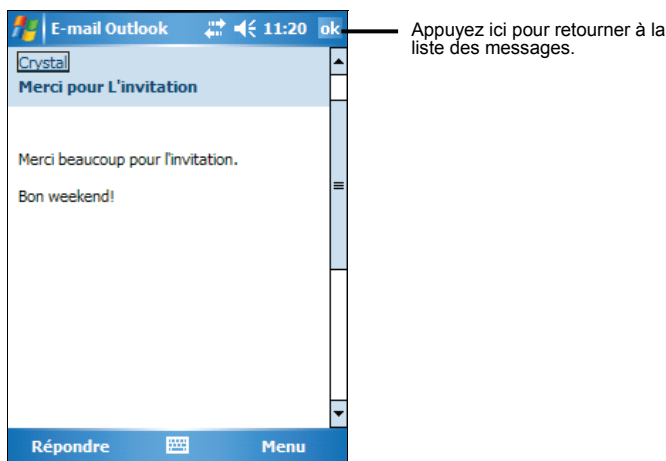 E-mail Outlook 11:20 ok
Appuyez ici pour retourner à la
liste des messages.
Crystal
Merci pour L'invitation
Merci beaucoup pour l'invitation.
Bon weekend!
Répondre Menu